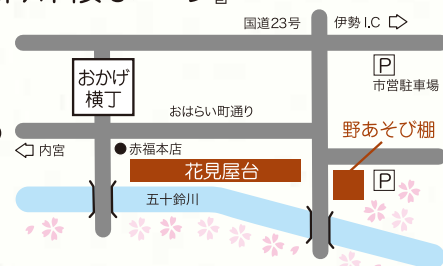 国道23号
伊勢I.C
P
市営駐車場
おかげ
横丁
おはらい町通り
野あそび棚
内宮
赤福本店
花見屋台
P
五十鈴川